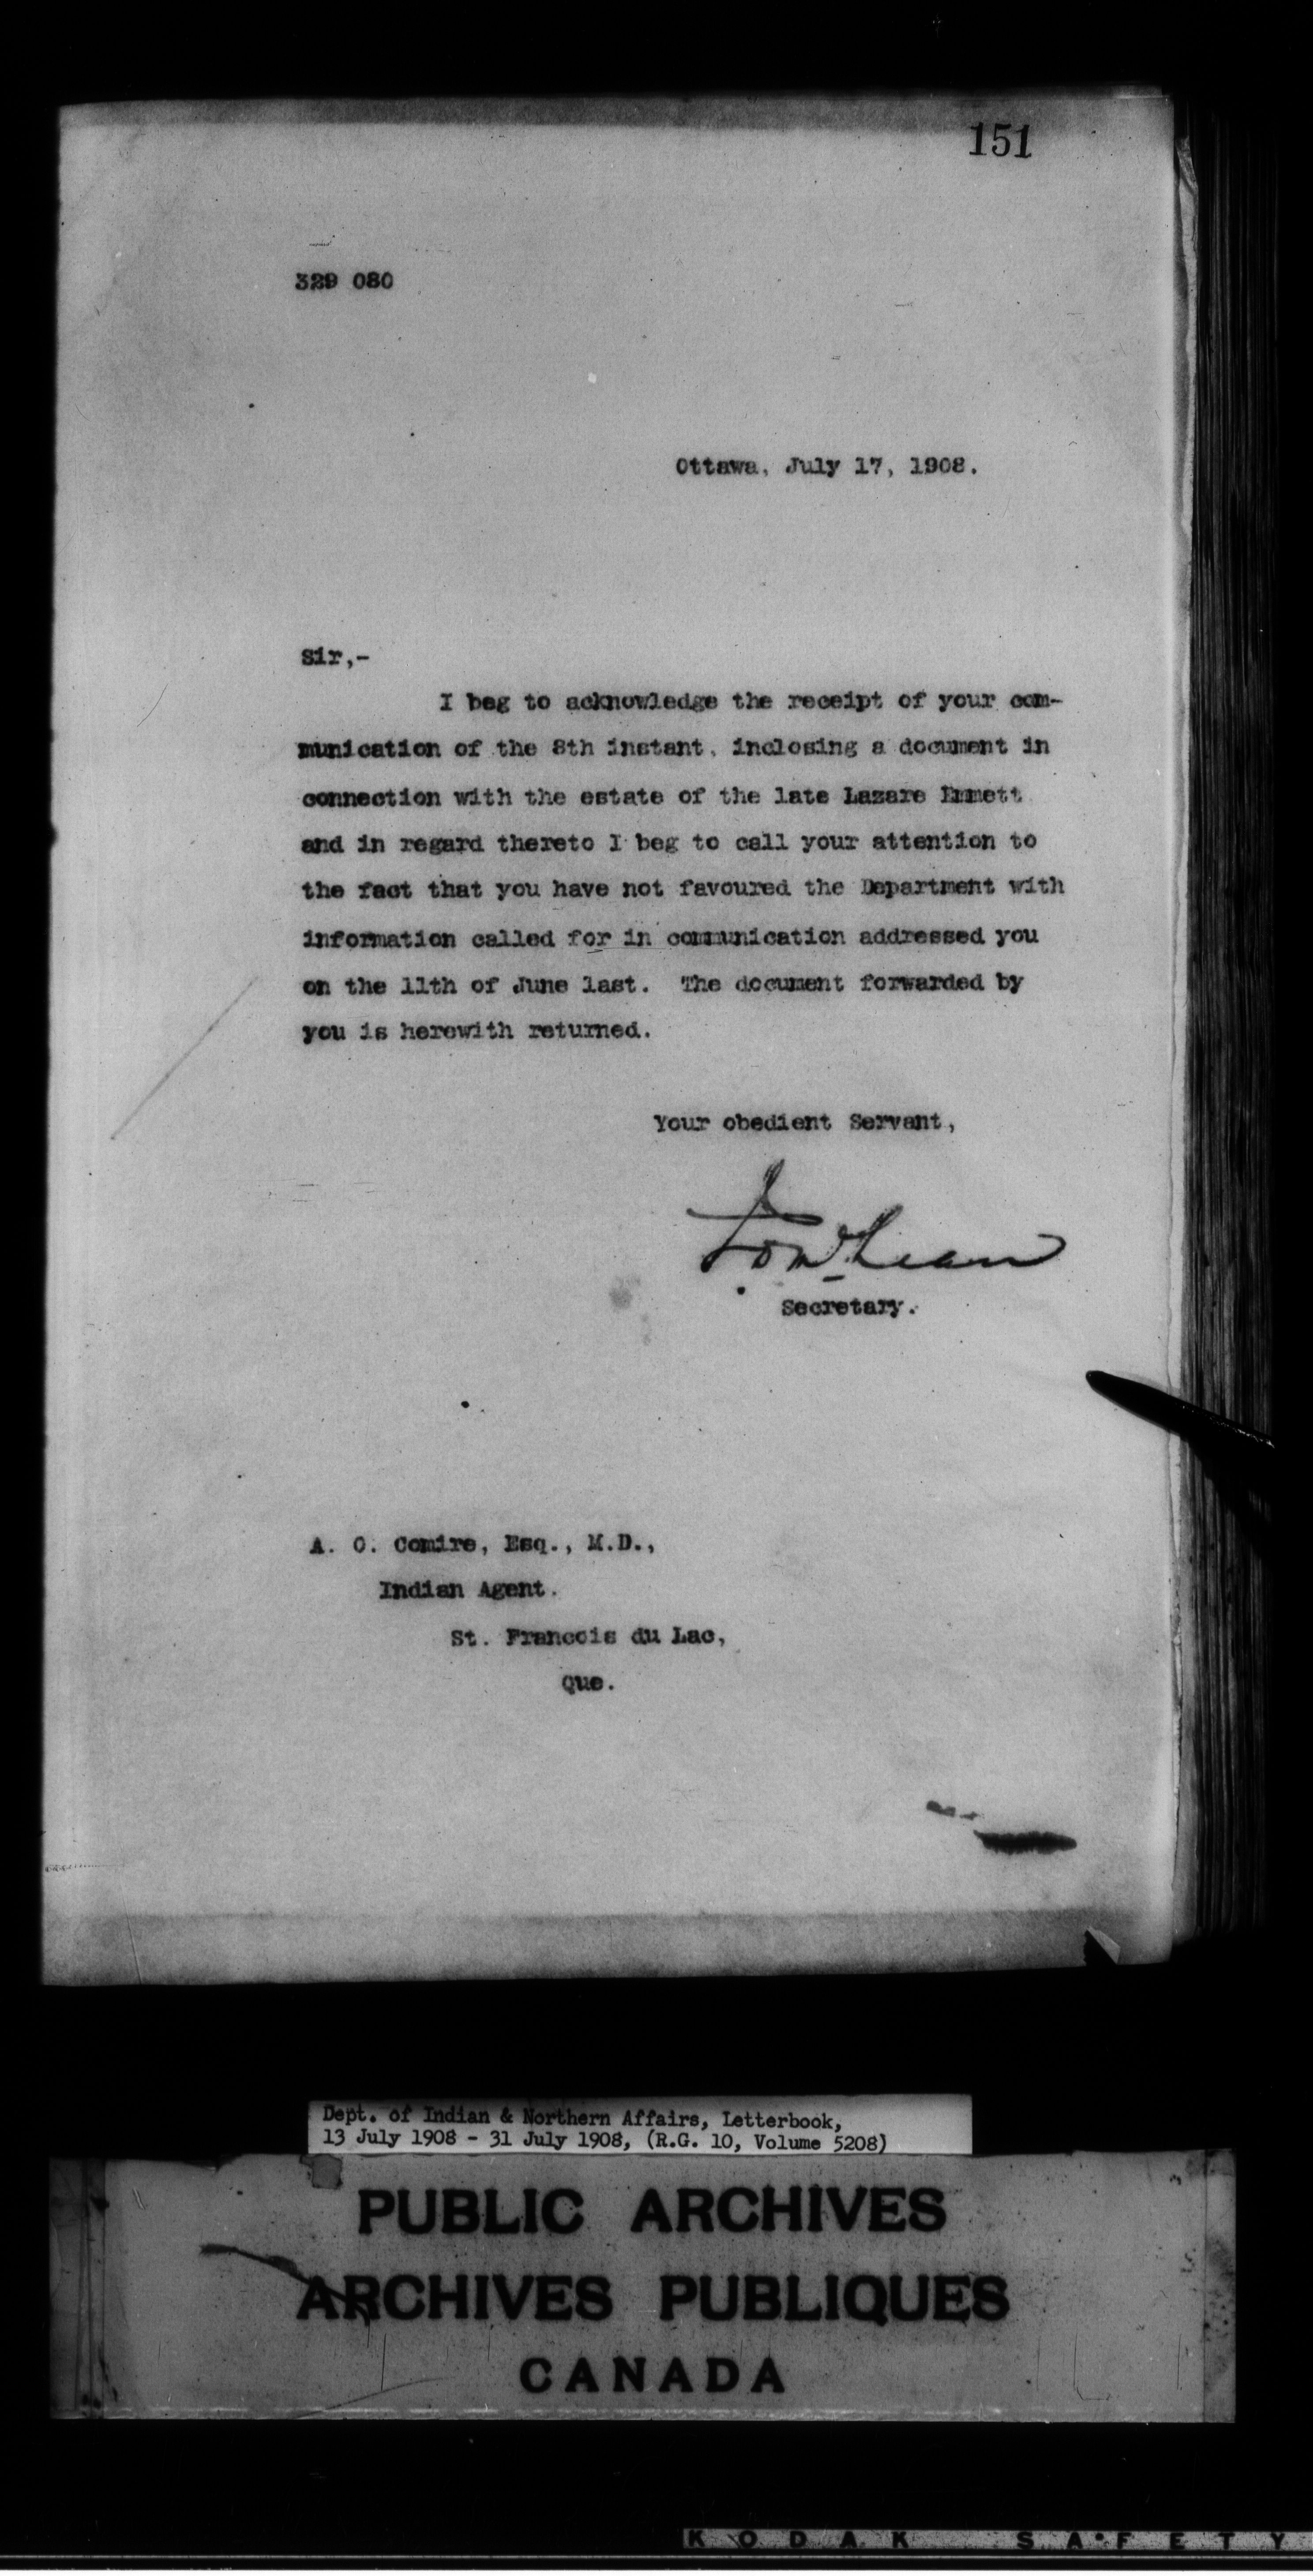 151
329 080
Ottawa, July 17, 1908.
Sir,-
I beg to acknowledge the receipt of your com-
munication of the 8th instant, inclosing a document in
connection with the estate of the late Lazare Emmett
and in regard thereto I beg to call your attention to
the fact that you have not favoured the Department with
information called for in communication addressed you
on the 11th of June last. The document forwarded by
you is herewith returned.
Your obedient Servant,
Secretary.
A. O. Comire, Esq., M.D.,
Indian Agent.
St. Francois du Lac,
Que.
Dept. of Indian & Northern Affairs, Letterbook,
13 July 1908 - 31 July 1908, (R.G. 10, Volume 5208)
PUBLIC ARCHIVES
ARCHIVES PUBLIQUES
CANADA
KODAK SAFETY